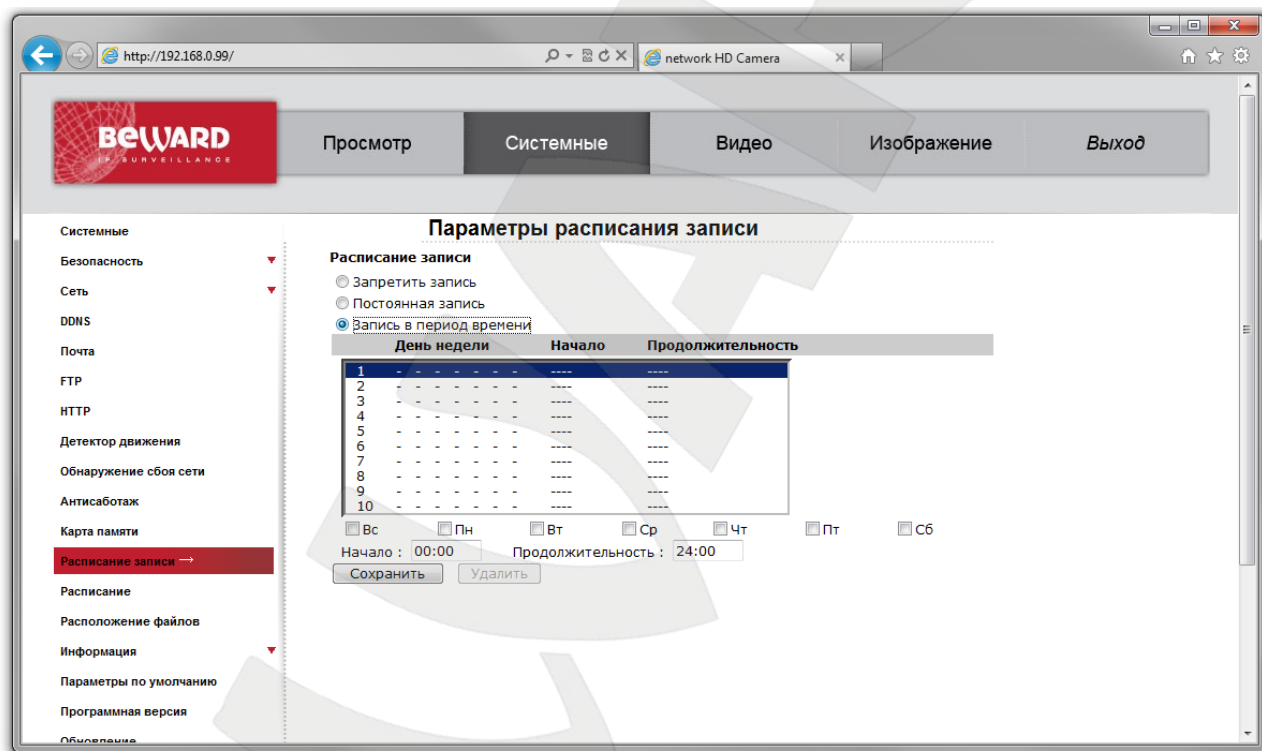 http://192.168.0.99/
network HD Camera
BEWARD
IP SURVEILLANCE
Просмотр
Системные
Видео
Изображение
Выход
Системные
Безопасность
Сеть
DDNS
Почта
FTP
HTTP
Детектор движения
Обнаружение сбоя сети
Антисаботаж
Карта памяти
Расписание записи →
Расписание
Расположение файлов
Информация
Параметры по умолчанию
Программная версия
Обновление
Параметры расписания записи
Расписание записи
Запретить запись
Постоянная запись
Запись в период времени
День недели Начало Продолжительность
1 - - - - - - - ---- ----
2 - - - - - - - ---- ----
3 - - - - - - - ---- ----
4 - - - - - - - ---- ----
5 - - - - - - - ---- ----
6 - - - - - - - ---- ----
7 - - - - - - - ---- ----
8 - - - - - - - ---- ----
9 - - - - - - - ---- ----
10 - - - - - - - ---- ----
Вс Пн Вт Ср Чт Пт Сб
Начало : 00:00 Продолжительность : 24:00
Сохранить Удалить